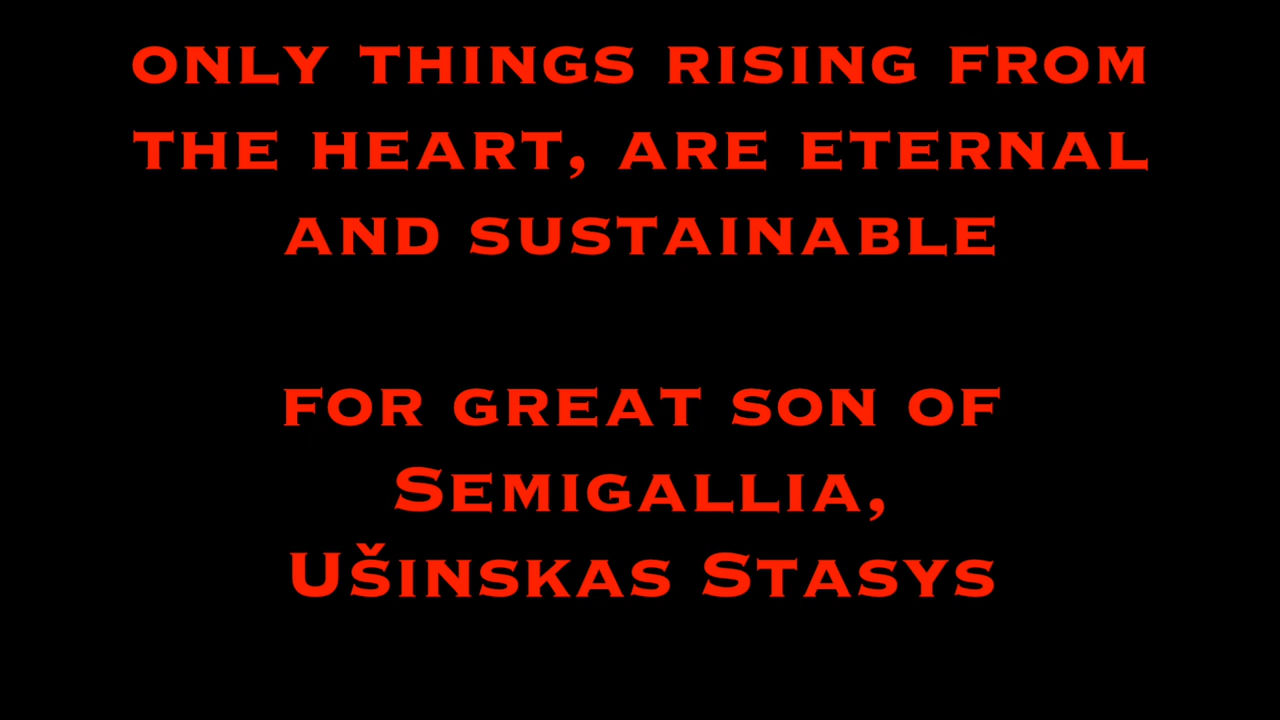 ONLY THINGS RISING FROM
THE HEART, ARE ETERNAL
AND SUSTAINABLE
FOR GREAT SON OF
SEMIGALLIA,
UŠINSKAS STASYS